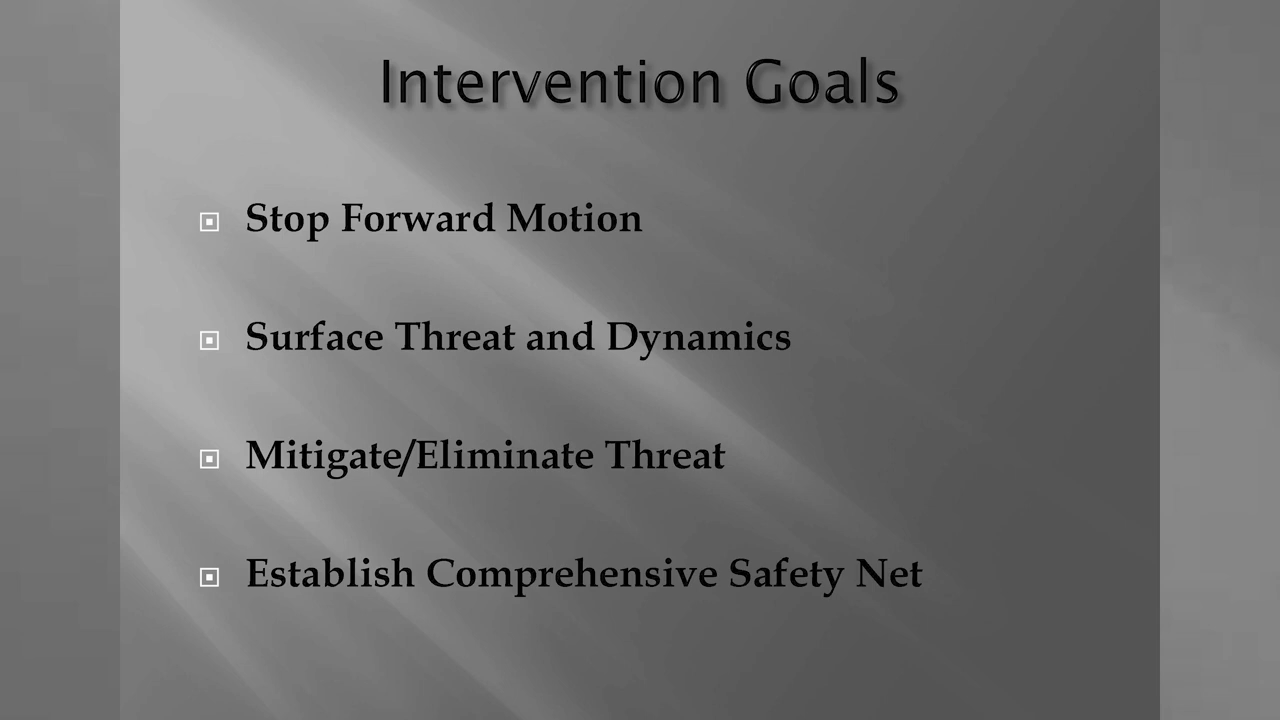 Intervention Goals
Stop Forward Motion
Surface Threat and Dynamics
Mitigate/Eliminate Threat
Establish Comprehensive Safety Net